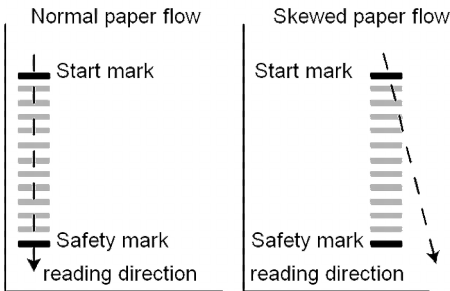 Normal paper flow
Start mark
Safety mark
reading direction
Skewed paper flow
Start mark
Safety mark
reading direction